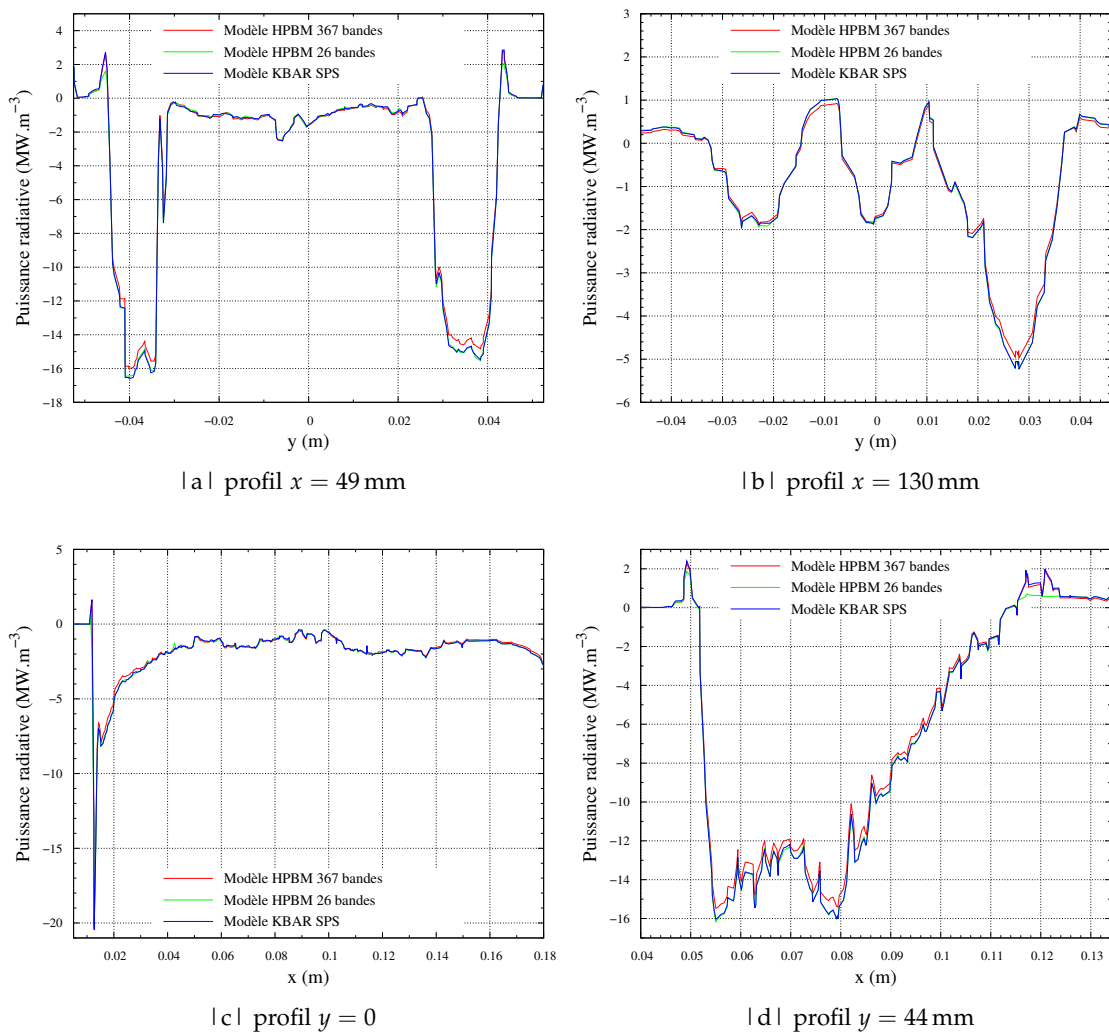 Puissance radiative (MW.m−3)
4
2
0
−2
−4
−6
−8
−10
−12
−14
−16
−18
Modèle HPBM 367 bandes
Modèle HPBM 26 bandes
Modèle KBAR SPS
−0.04 −0.02 0 0.02 0.04
y (m)
|a| profil x = 49 mm
Puissance radiative (MW.m−3)
3
2
1
0
−1
−2
−3
−4
−5
−6
Modèle HPBM 367 bandes
Modèle HPBM 26 bandes
Modèle KBAR SPS
−0.04 −0.03 −0.02 −0.01 0 0.01 0.02 0.03 0.04
y (m)
|b| profil x = 130 mm
Puissance radiative (MW.m−3)
5
0
−5
−10
−15
−20
Modèle HPBM 367 bandes
Modèle HPBM 26 bandes
Modèle KBAR SPS
0.02 0.04 0.06 0.08 0.10 0.12 0.14 0.16 0.18
x (m)
|c| profil y = 0
Puissance radiative (MW.m−3)
2
0
−2
−4
−6
−8
−10
−12
−14
−16
Modèle HPBM 367 bandes
Modèle HPBM 26 bandes
Modèle KBAR SPS
0.04 0.05 0.06 0.07 0.08 0.09 0.10 0.11 0.12 0.13
x (m)
|d| profil y = 44 mm